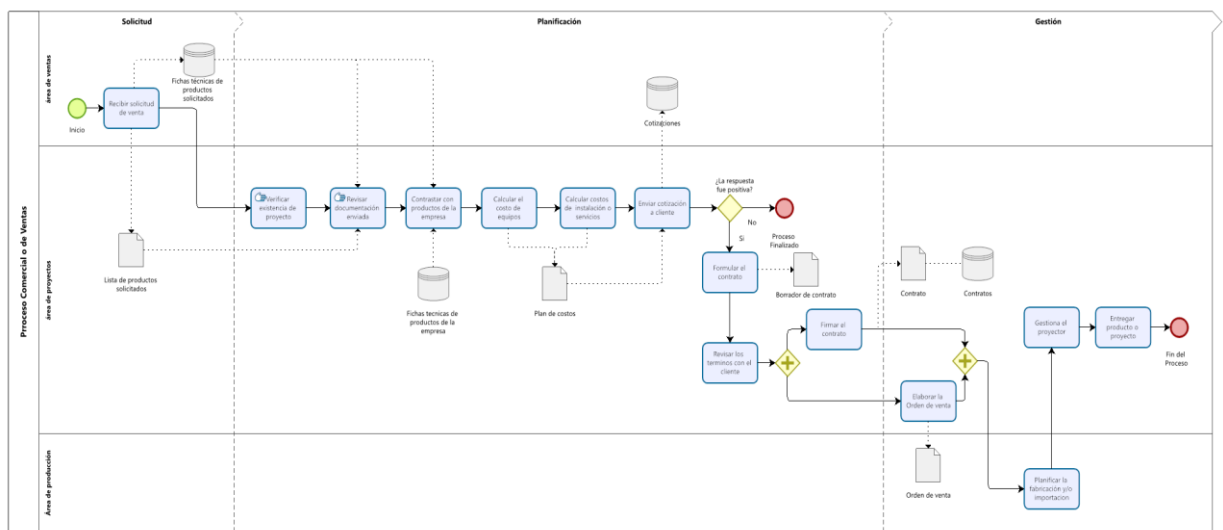 Solicitud
Planificación
Gestión
Prroceso Comercial o de Ventas
área de ventas
Inicio
Recibir solicitud
de venta
Fichas técnicas de
productos
solicitados
Cotizaciones
área de proyectos
Lista de productos
solicitados
Verificar
existencia de
proyecto
Revisar
documentación
enviada
Contrastar con
productos de la
empresa
Calcular el
costo de
equipos
Calcular costos
de instalación o
servicios
Enviar cotización
a cliente
¿La respuesta
fue positiva?
No
Proceso
Finalizado
Si
Fichas tecnicas de
productos de la
empresa
Plan de costos
Formular el
contrato
Borrador de contrato
Contrato
Contratos
Revisar los
terminos con el
cliente
Firmar el
contrato
Elaborar la
Orden de venta
Gestiona el
proyector
Entregar
producto o
proyecto
Fin del
Proceso
Área de producción
Orden de venta
Planificar la
fabricación y/o
importacion